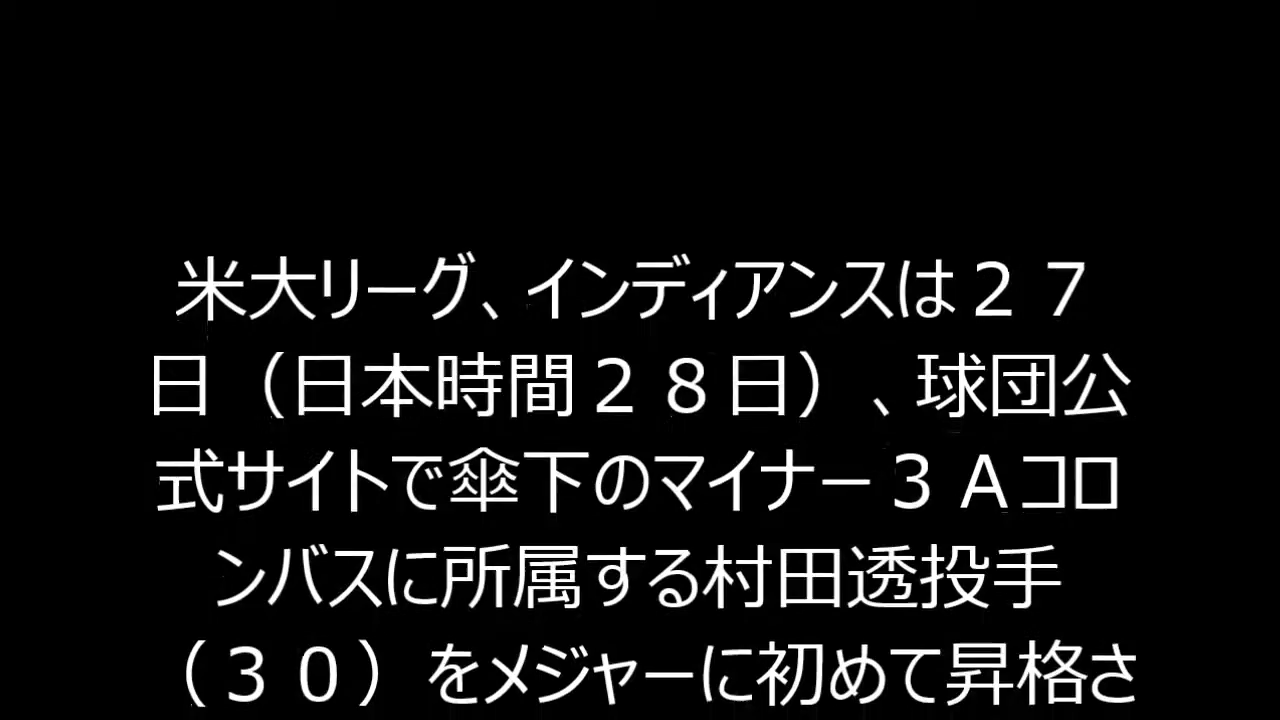 米大リーグ、インディアンスは２７
日（日本時間２８日）、球団公
式サイトで傘下のマイナー３Ａコロ
ンバスに所属する村田透投手
（３０）をメジャーに初めて昇格さ